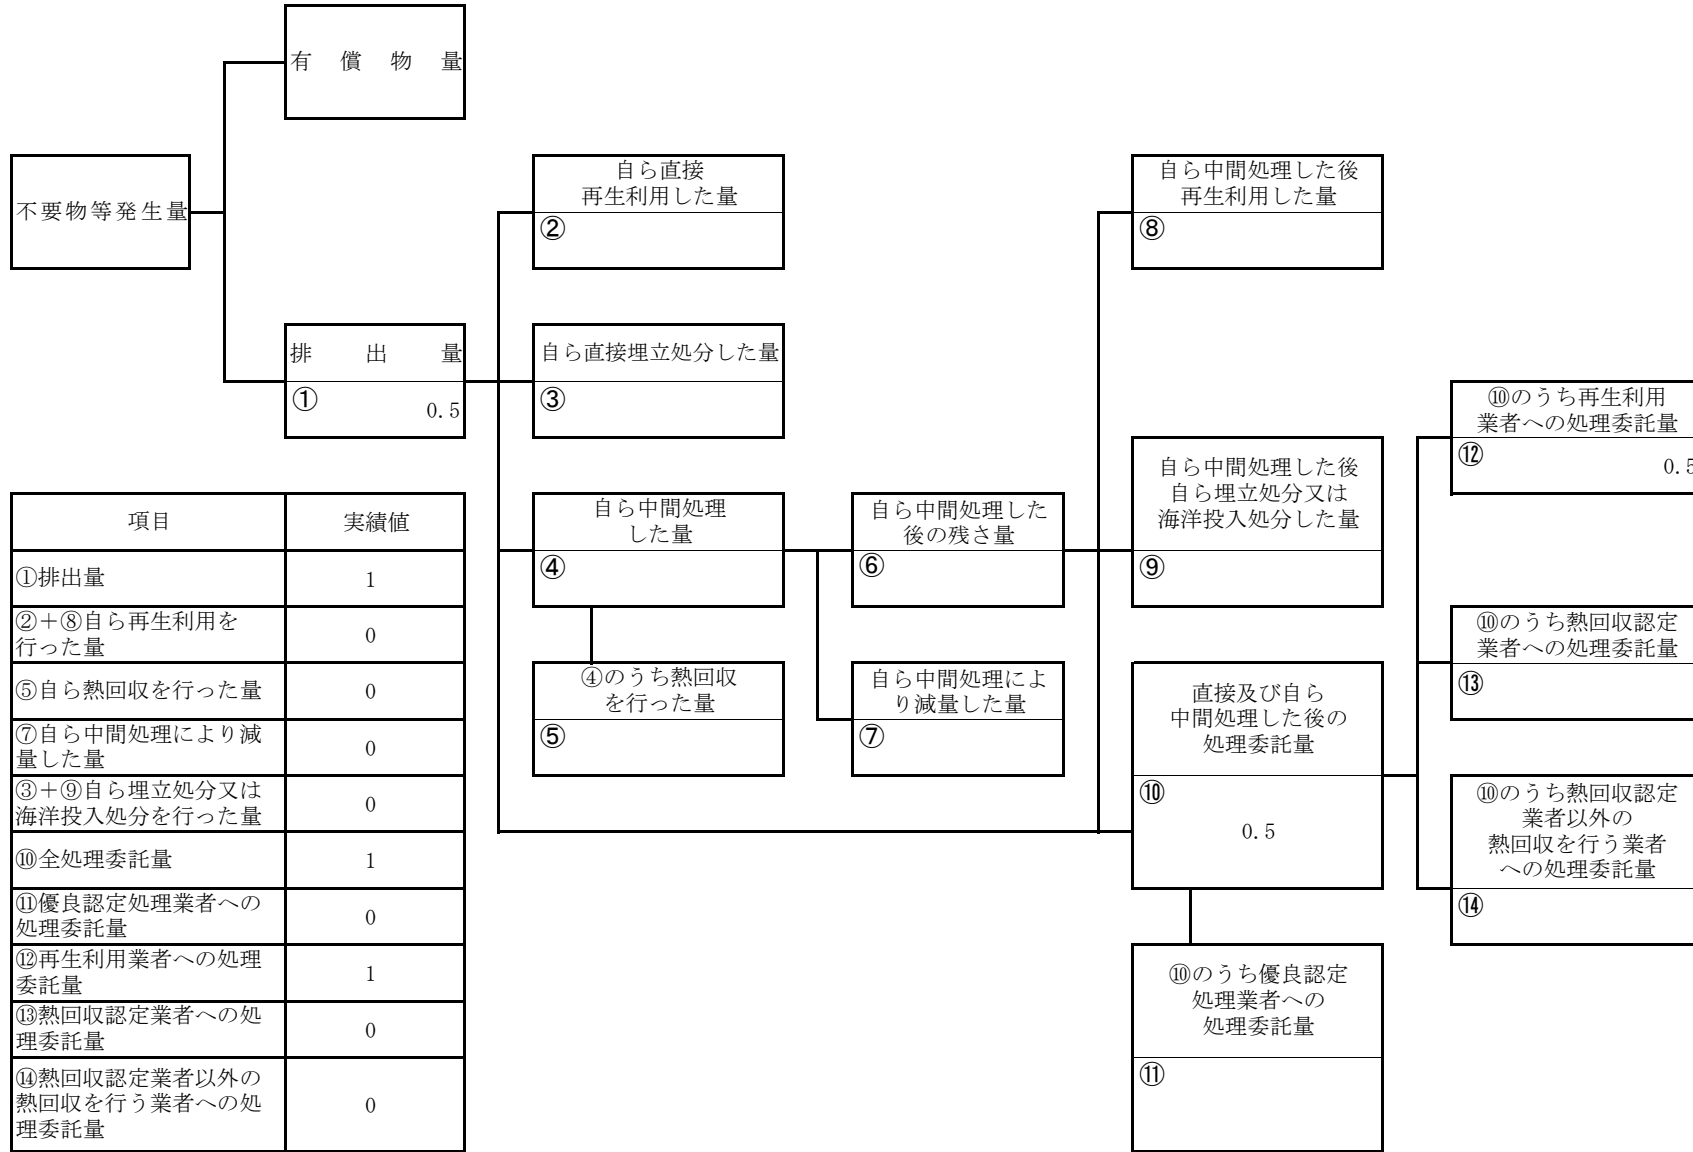 有償物量
不要物等発生量
排出量
①
0.5
自ら直接
再生利用した量
②
自ら直接埋立処分した量
③
自ら中間処理
した量
④
④のうち熱回収
を行った量
⑤
自ら中間処理した
後の残さ量
⑥
自ら中間処理によ
り減量した量
⑦
自ら中間処理した後
再生利用した量
⑧
自ら中間処理した後
自ら埋立処分又は
海洋投入処分した量
⑨
直接及び自ら
中間処理した後の
処理委託量
⑩
0.5
⑩のうち優良認定
処理業者への
処理委託量
⑪
⑩のうち再生利用
業者への処理委託量
⑫
0.5
⑩のうち熱回収認定
業者への処理委託量
⑬
⑩のうち熱回収認定
業者以外の
熱回収を行う業者
への処理委託量
⑭
項目 実績値
①排出量 1
②＋⑧自ら再生利用を
行った量 0
⑤自ら熱回収を行った量 0
⑦自ら中間処理により減
量した量 0
③＋⑨自ら埋立処分又は
海洋投入処分を行った量 0
⑩全処理委託量 1
⑪優良認定処理業者への
処理委託量 0
⑫再生利用業者への処理
委託量 1
⑬熱回収認定業者への処
理委託量 0
⑭熱回収認定業者以外の
熱回収を行う業者への処
理委託量 0